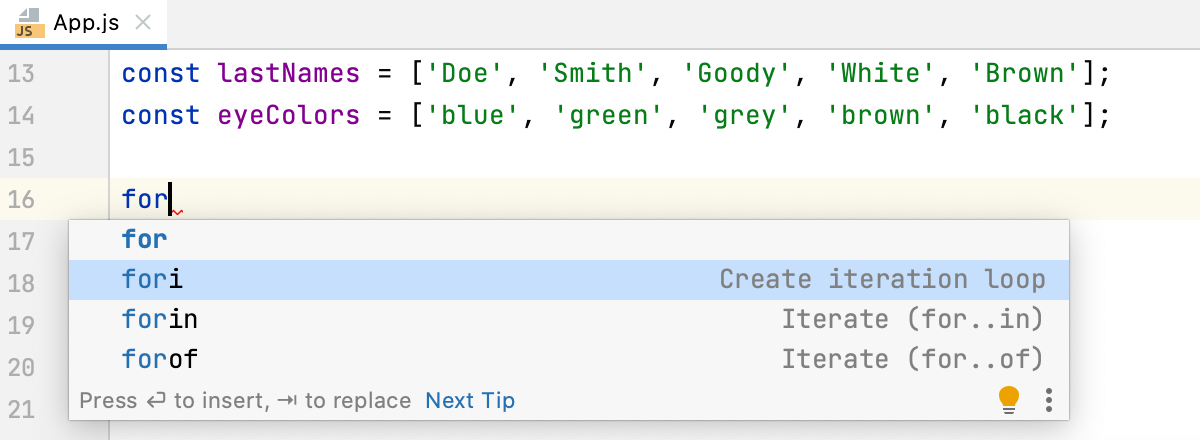 JS App.js
13 const lastNames = ['Doe', 'Smith', 'Goody', 'White', 'Brown'];
14 const eyeColors = ['blue', 'green', 'grey', 'brown', 'black'];
15
16 for
17 for
18 fori Create iteration loop
19 forin Iterate (for..in)
20 forof Iterate (for..of)
21 Press ↩ to insert, ⇥ to replace Next Tip